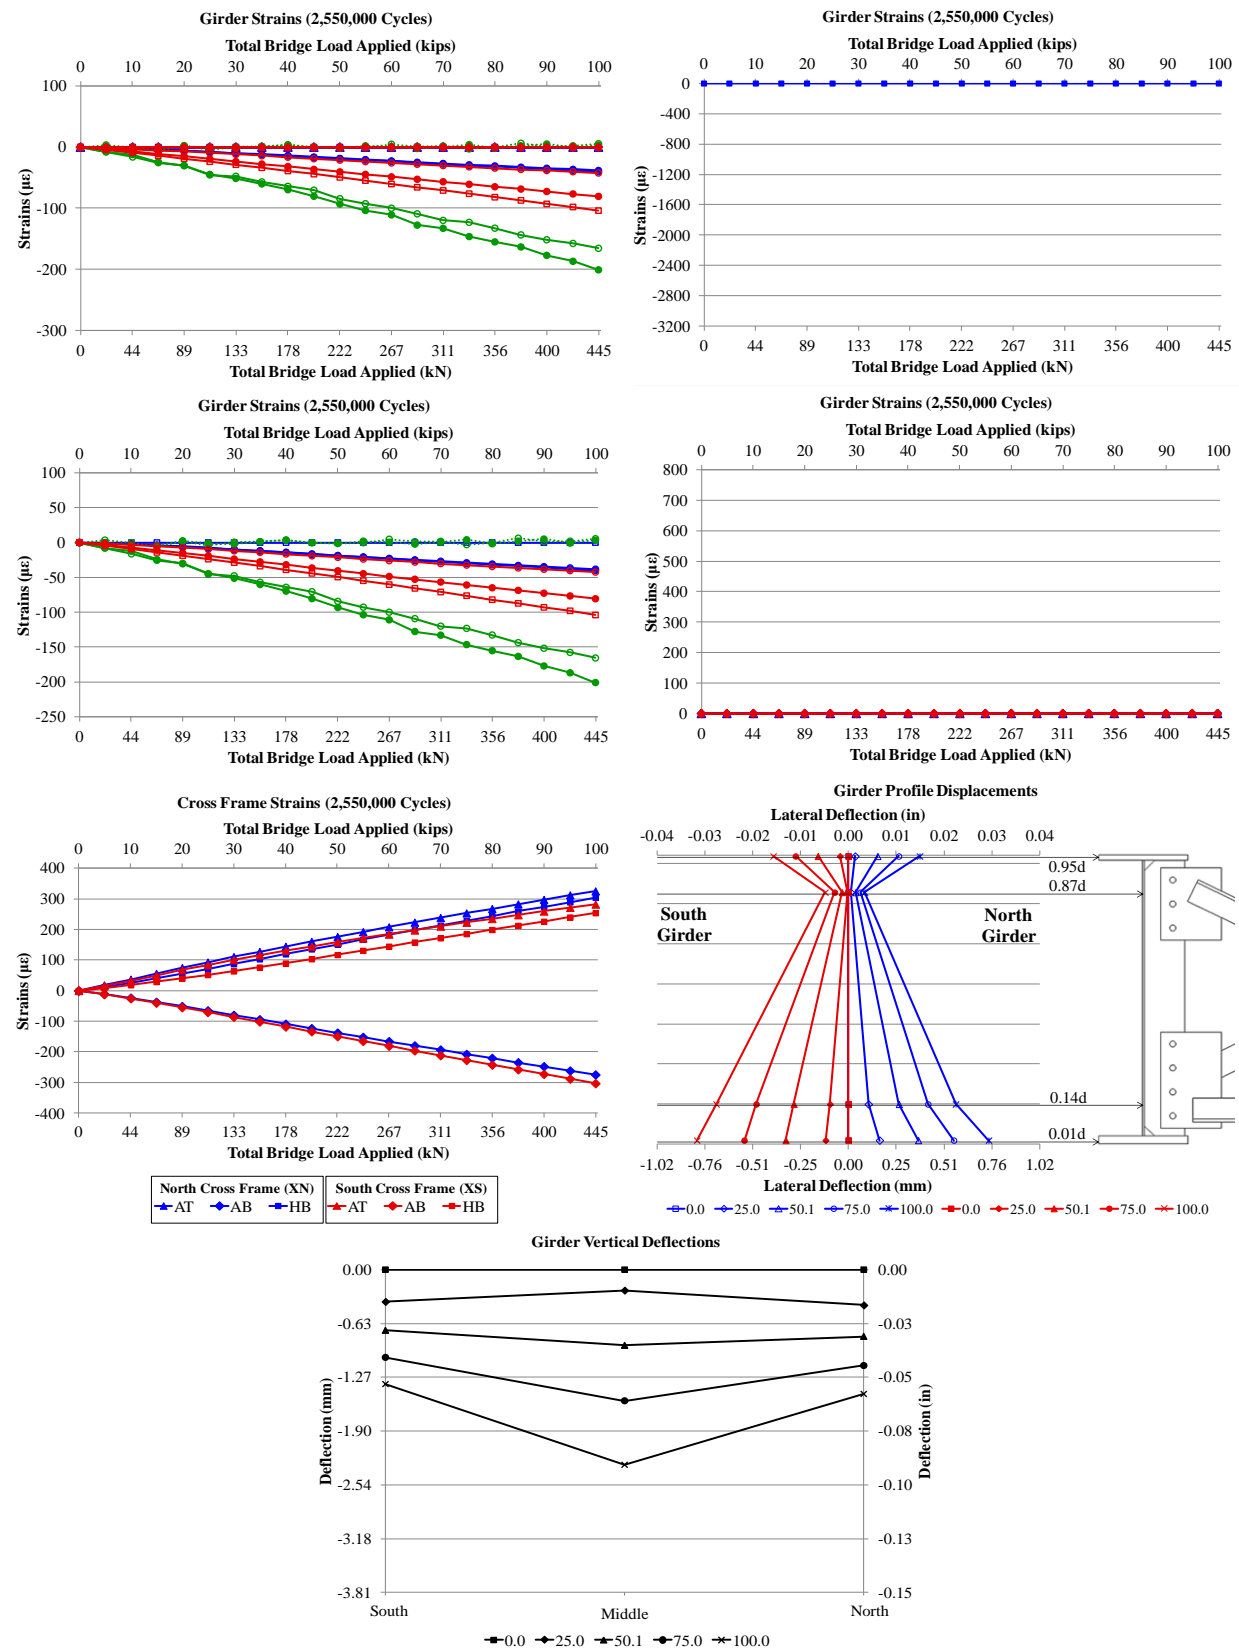 Girder Strains (2,550,000 Cycles)
Total Bridge Load Applied (kips)
0 10 20 30 40 50 60 70 80 90 100
100
0
-100
-200
-300
Strains (με)
0 44 89 133 178 222 267 311 356 400 445
Total Bridge Load Applied (kN)
Girder Strains (2,550,000 Cycles)
Total Bridge Load Applied (kips)
0 10 20 30 40 50 60 70 80 90 100
0
-400
-800
-1200
-1600
-2000
-2400
-2800
-3200
Strains (με)
0 44 89 133 178 222 267 311 356 400 445
Total Bridge Load Applied (kN)
Girder Strains (2,550,000 Cycles)
Total Bridge Load Applied (kips)
0 10 20 30 40 50 60 70 80 90 100
100
50
0
-50
-100
-150
-200
-250
Strains (με)
0 44 89 133 178 222 267 311 356 400 445
Total Bridge Load Applied (kN)
Girder Strains (2,550,000 Cycles)
Total Bridge Load Applied (kips)
0 10 20 30 40 50 60 70 80 90 100
800
700
600
500
400
300
200
100
0
Strains (με)
0 44 89 133 178 222 267 311 356 400 445
Total Bridge Load Applied (kN)
Cross Frame Strains (2,550,000 Cycles)
Total Bridge Load Applied (kips)
0 10 20 30 40 50 60 70 80 90 100
400
300
200
100
0
-100
-200
-300
-400
Strains (με)
0 44 89 133 178 222 267 311 356 400 445
Total Bridge Load Applied (kN)
North Cross Frame (XN) South Cross Frame (XS)
AT AB HB AT AB HB
Girder Profile Displacements
Lateral Deflection (in)
-0.04 -0.03 -0.02 -0.01 0.00 0.01 0.02 0.03 0.04
0.95d
0.87d
South Girder
North Girder
0.14d
0.01d
-1.02 -0.76 -0.51 -0.25 0.00 0.25 0.51 0.76 1.02
Lateral Deflection (mm)
0.0 25.0 50.1 75.0 100.0 0.0 25.0 50.1 75.0 100.0
Girder Vertical Deflections
0.00
-0.63
-1.27
-1.90
-2.54
-3.18
-3.81
Deflection (mm)
0.00
-0.03
-0.05
-0.08
-0.10
-0.13
-0.15
Deflection (in)
South Middle North
0.0 25.0 50.1 75.0 100.0